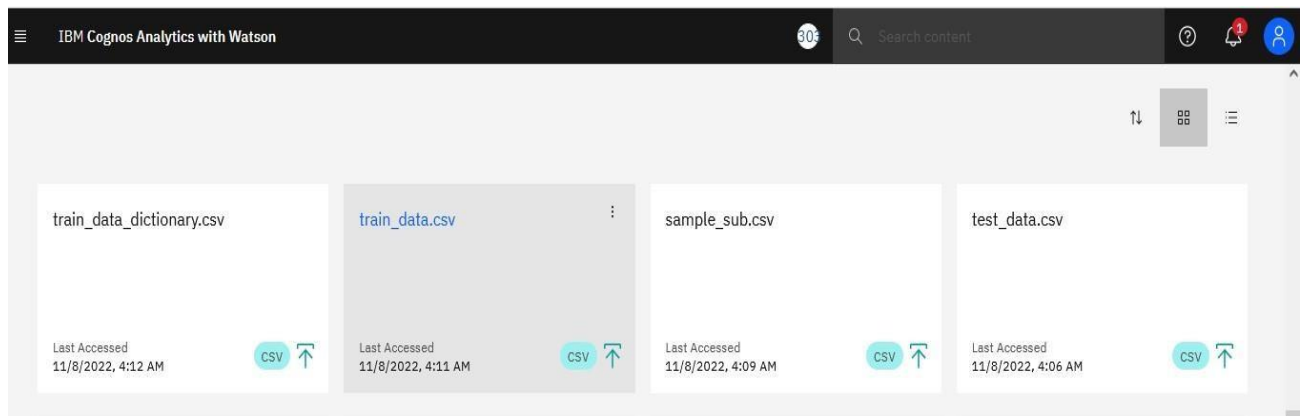 IBM Cognos Analytics with Watson
303
Search content
1
train_data_dictionary.csv
Last Accessed
11/8/2022, 4:12 AM
CSV
train_data.csv
Last Accessed
11/8/2022, 4:11 AM
CSV
sample_sub.csv
Last Accessed
11/8/2022, 4:09 AM
CSV
test_data.csv
Last Accessed
11/8/2022, 4:06 AM
CSV